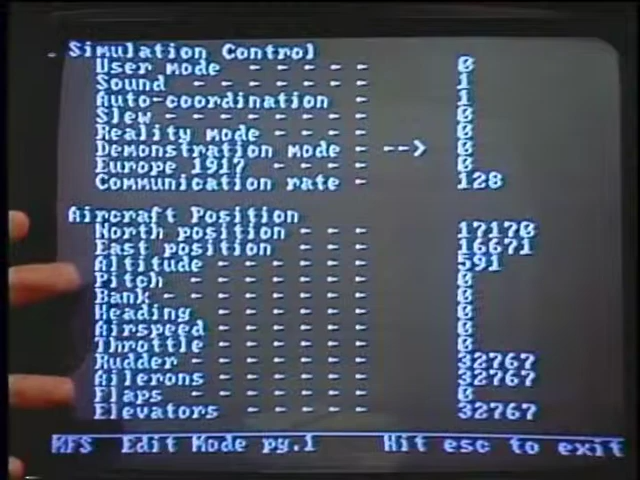 Simulation Control
User mode - - - - - 0
Sound - - - - - - - 1
Auto-coordination - 1
Slew - - - - - - - 0
Reality mode - - - - 0
Demonstration mode - --> 0
Europe 1917 - - - - 0
Communication rate - 128
Aircraft Position
North position - - - 17170
East position - - - - 16671
Altitude - - - - - - 591
Pitch - - - - - - - 0
Bank - - - - - - - - 0
Heading - - - - - - 0
Airspeed - - - - - - 0
Throttle - - - - - - 0
Rudder - - - - - - - 32767
Ailerons - - - - - - 32767
Flaps - - - - - - - 0
Elevators - - - - - 32767
MFS Edit Mode pg.1 Hit esc to exit